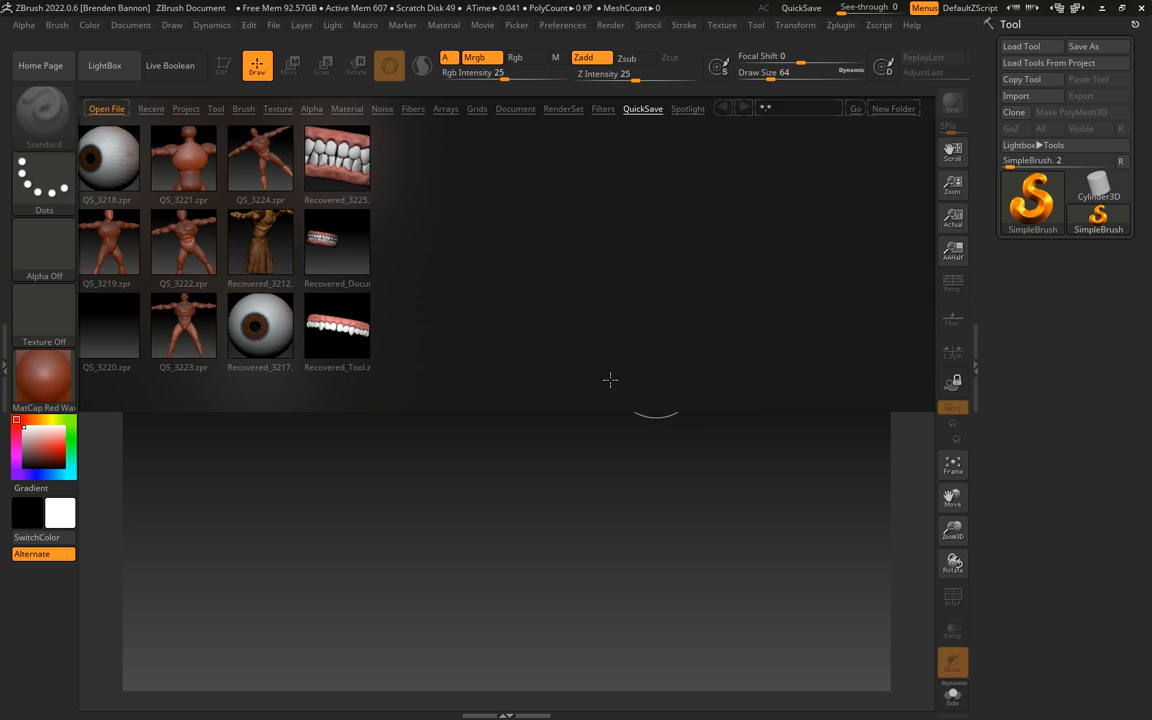 ZBrush 2022.0.6 [Brenden Bannon] ZBrush Document • Free Mem 92.57GB • Active Mem 607 • Scratch Disk 49 • ATime►0.041 • PolyCount►0 KP • MeshCount►0 AC QuickSave See-through 0 Menus DefaultZScript
Alpha Brush Color Document Draw Dynamics Edit File Layer Light Macro Marker Material Movie Picker Preferences Render Stencil Stroke Texture Tool Transform Zplugin Zscript Help
Tool
Load Tool Save As
Load Tools From Project
Copy Tool Paste Tool
Import Export
Clone Make PolyMesh3D
GoZ All Visible R
Lightbox►Tools
SimpleBrush. 2 R
Cylinder3D
SimpleBrush SimpleBrush
Home Page LightBox Live Boolean Edit Draw Move Scale Rotate
A Mrgb Rgb M Zadd Zsub Zcut
Rgb Intensity 25 Z Intensity 25
S Focal Shift 0
Draw Size 64 Dynamic
D ReplayLast
AdjustLast
Open File Recent Project Tool Brush Texture Alpha Material Noise Fibers Arrays Grids Document RenderSet Filters QuickSave Spotlight *.* Go New Folder
QS_3218.zpr QS_3221.zpr QS_3224.zpr Recovered_3225.
QS_3219.zpr QS_3222.zpr Recovered_3212. Recovered_Docu
QS_3220.zpr QS_3223.zpr Recovered_3217. Recovered_Tool.z
Standard
Dots
Alpha Off
Texture Off
MatCap Red Wax
Gradient
SwitchColor
Alternate
BPR
SPix
Scroll
Zoom
Actual
AAHalf
Persp
Floor
L.Sym
Frame
Move
Zoom3D
Rotate
PolyF
Transp
Ghost
Dynamic
Solo